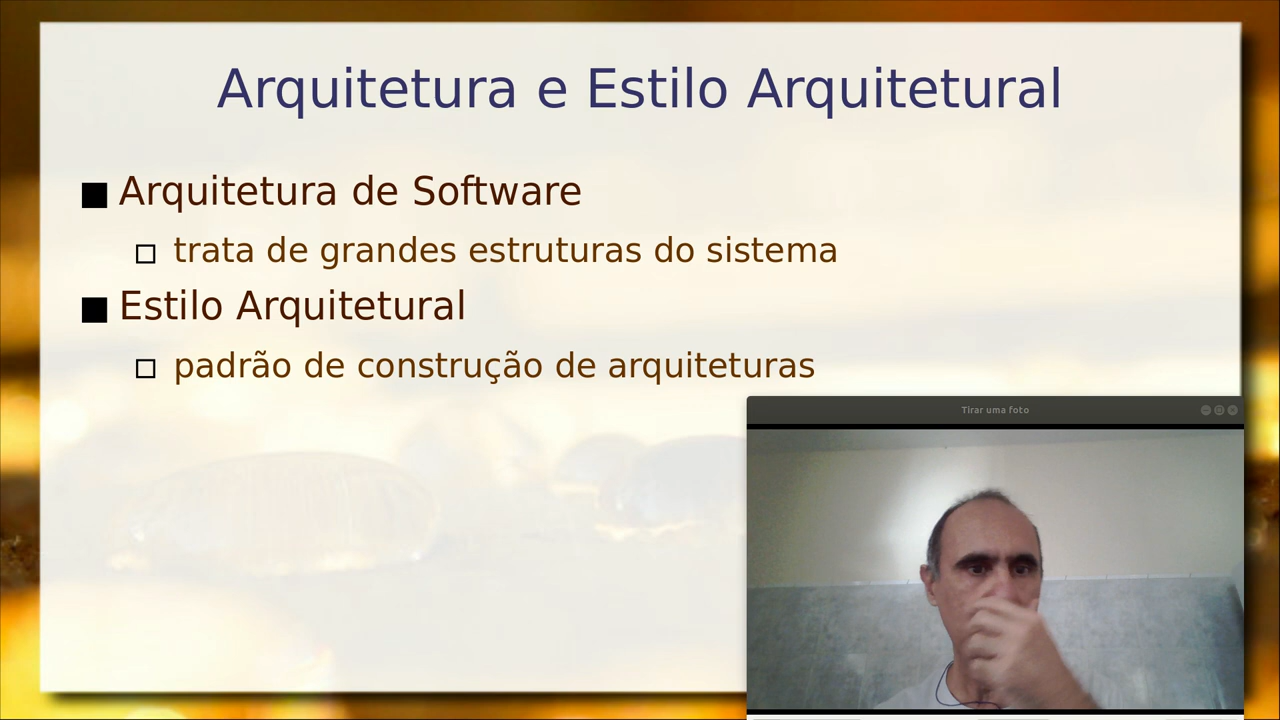 Arquitetura e Estilo Arquitetural
Arquitetura de Software
trata de grandes estruturas do sistema
Estilo Arquitetural
padrão de construção de arquiteturas
Tirar uma foto